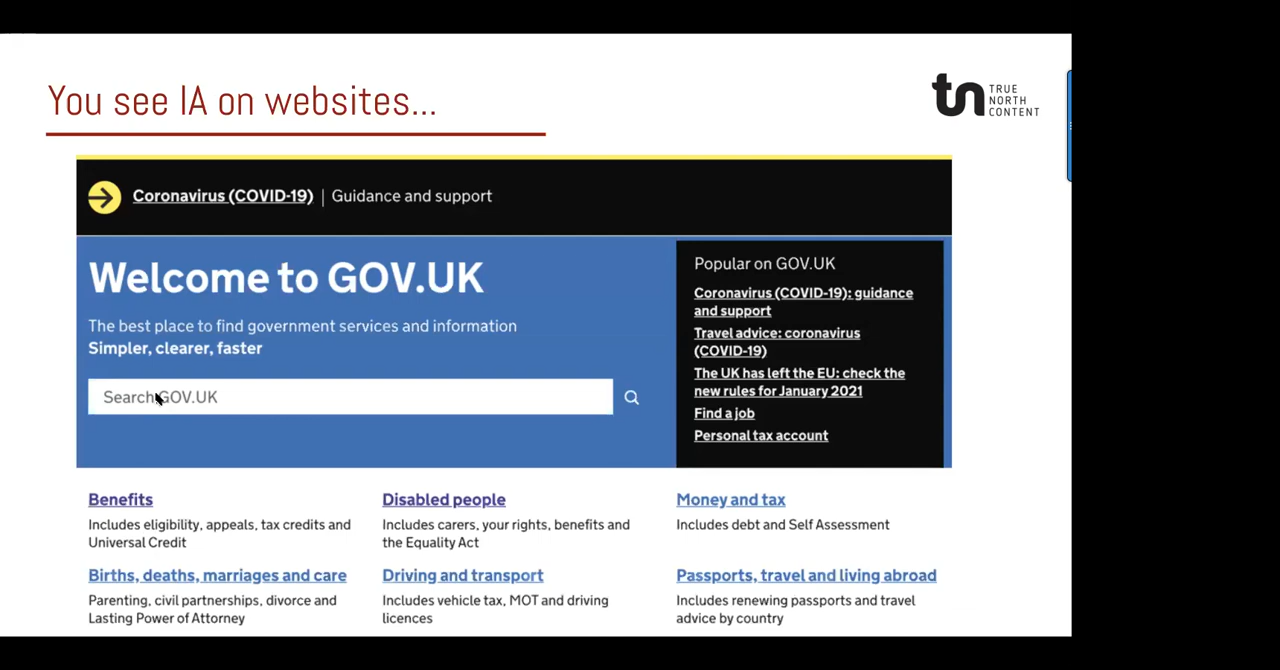 You see IA on websites...
TRUE
NORTH
CONTENT
tn
Coronavirus (COVID-19) | Guidance and support
Welcome to GOV.UK
The best place to find government services and information
Simpler, clearer, faster
Search GOV.UK
Popular on GOV.UK
Coronavirus (COVID-19): guidance
and support
Travel advice: coronavirus
(COVID-19)
The UK has left the EU: check the
new rules for January 2021
Find a job
Personal tax account
Benefits
Includes eligibility, appeals, tax credits and
Universal Credit
Disabled people
Includes carers, your rights, benefits and
the Equality Act
Money and tax
Includes debt and Self Assessment
Births, deaths, marriages and care
Parenting, civil partnerships, divorce and
Lasting Power of Attorney
Driving and transport
Includes vehicle tax, MOT and driving
licences
Passports, travel and living abroad
Includes renewing passports and travel
advice by country